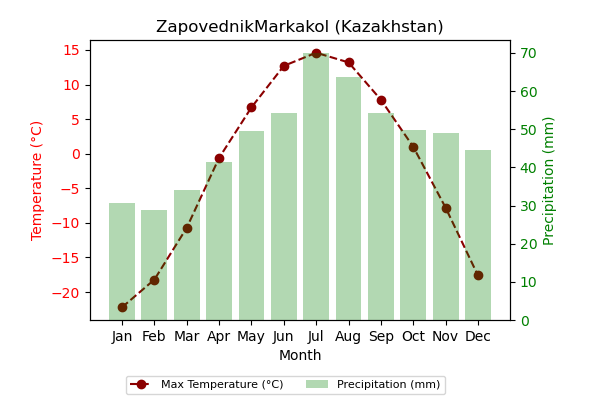 ZapovednikMarkakol (Kazakhstan)
15
10
5
0
−5
−10
−15
−20
Temperature (°C)
70
60
50
40
30
20
10
0
Precipitation (mm)
Jan Feb Mar Apr May Jun Jul Aug Sep Oct Nov Dec
Month
Max Temperature (°C) Precipitation (mm)